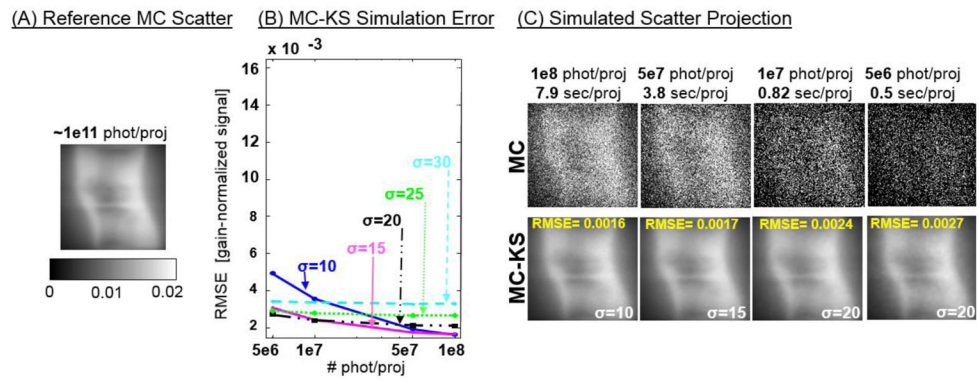 (A) Reference MC Scatter
~1e11 phot/proj
0 0.01 0.02
(B) MC-KS Simulation Error
x 10 -3
RMSE [gain-normalized signal]
16
14
12
10
8
6
4
2
σ=30
σ=25
σ=20
σ=15
σ=10
5e6 1e7 5e7 1e8
# phot/proj
(C) Simulated Scatter Projection
1e8 phot/proj 5e7 phot/proj 1e7 phot/proj 5e6 phot/proj
7.9 sec/proj 3.8 sec/proj 0.82 sec/proj 0.5 sec/proj
MC
MC-KS
RMSE= 0.0016 RMSE= 0.0017 RMSE= 0.0024 RMSE= 0.0027
σ=10 σ=15 σ=20 σ=20